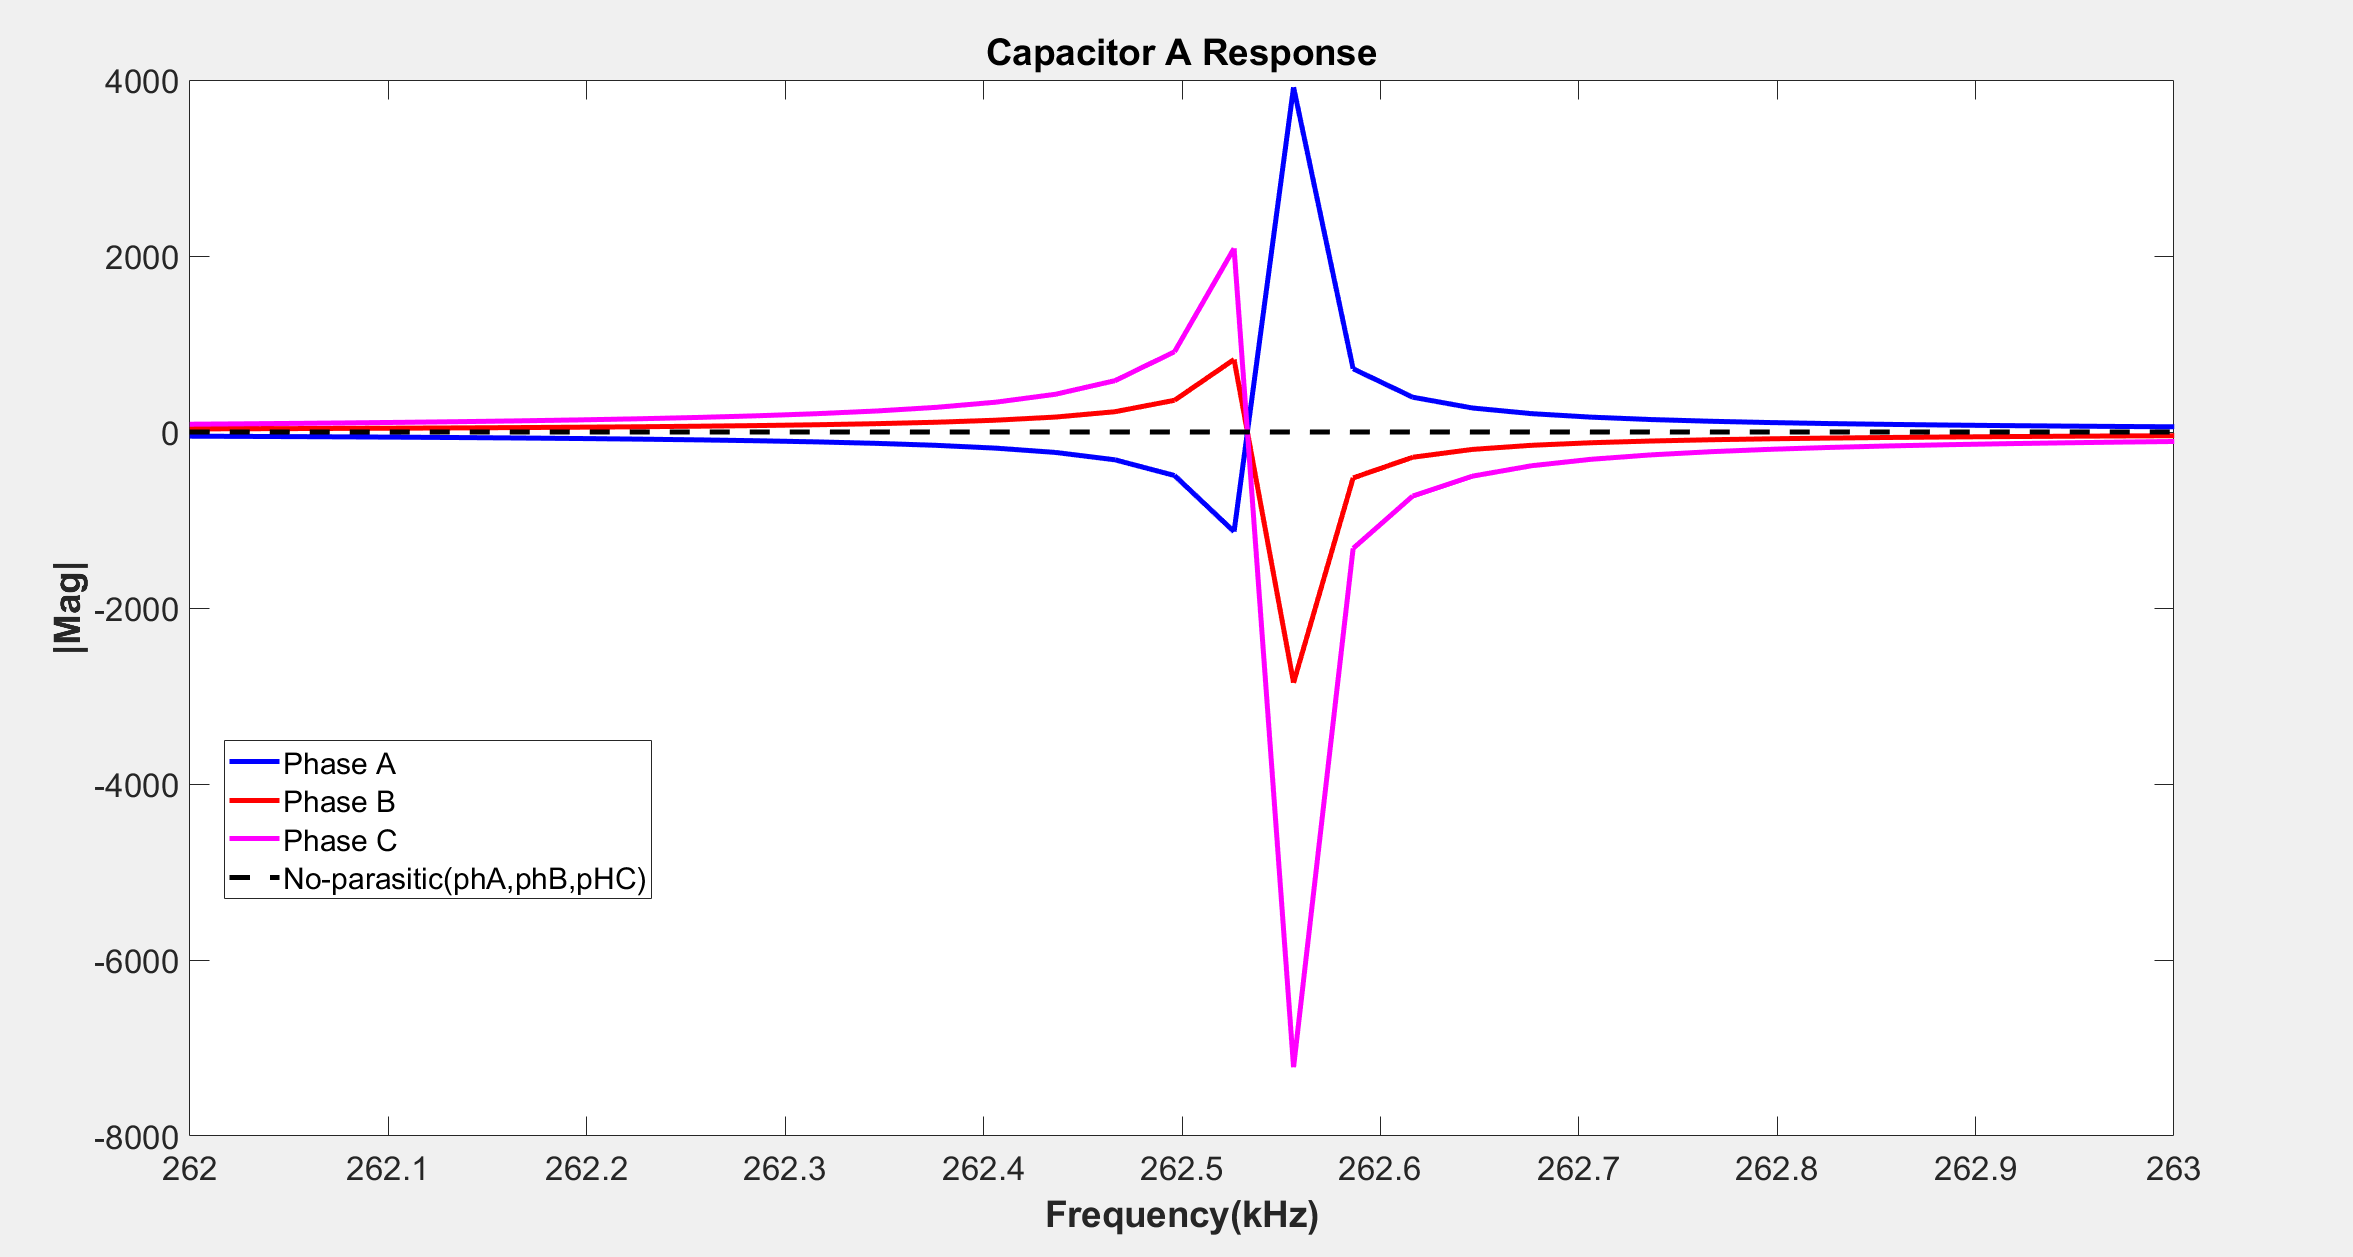 Capacitor A Response
4000
2000
0
-2000
-4000
-6000
-8000
|Mag|
Phase A
Phase B
Phase C
No-parasitic(phA,phB,pHC)
262 262.1 262.2 262.3 262.4 262.5 262.6 262.7 262.8 262.9 263
Frequency(kHz)